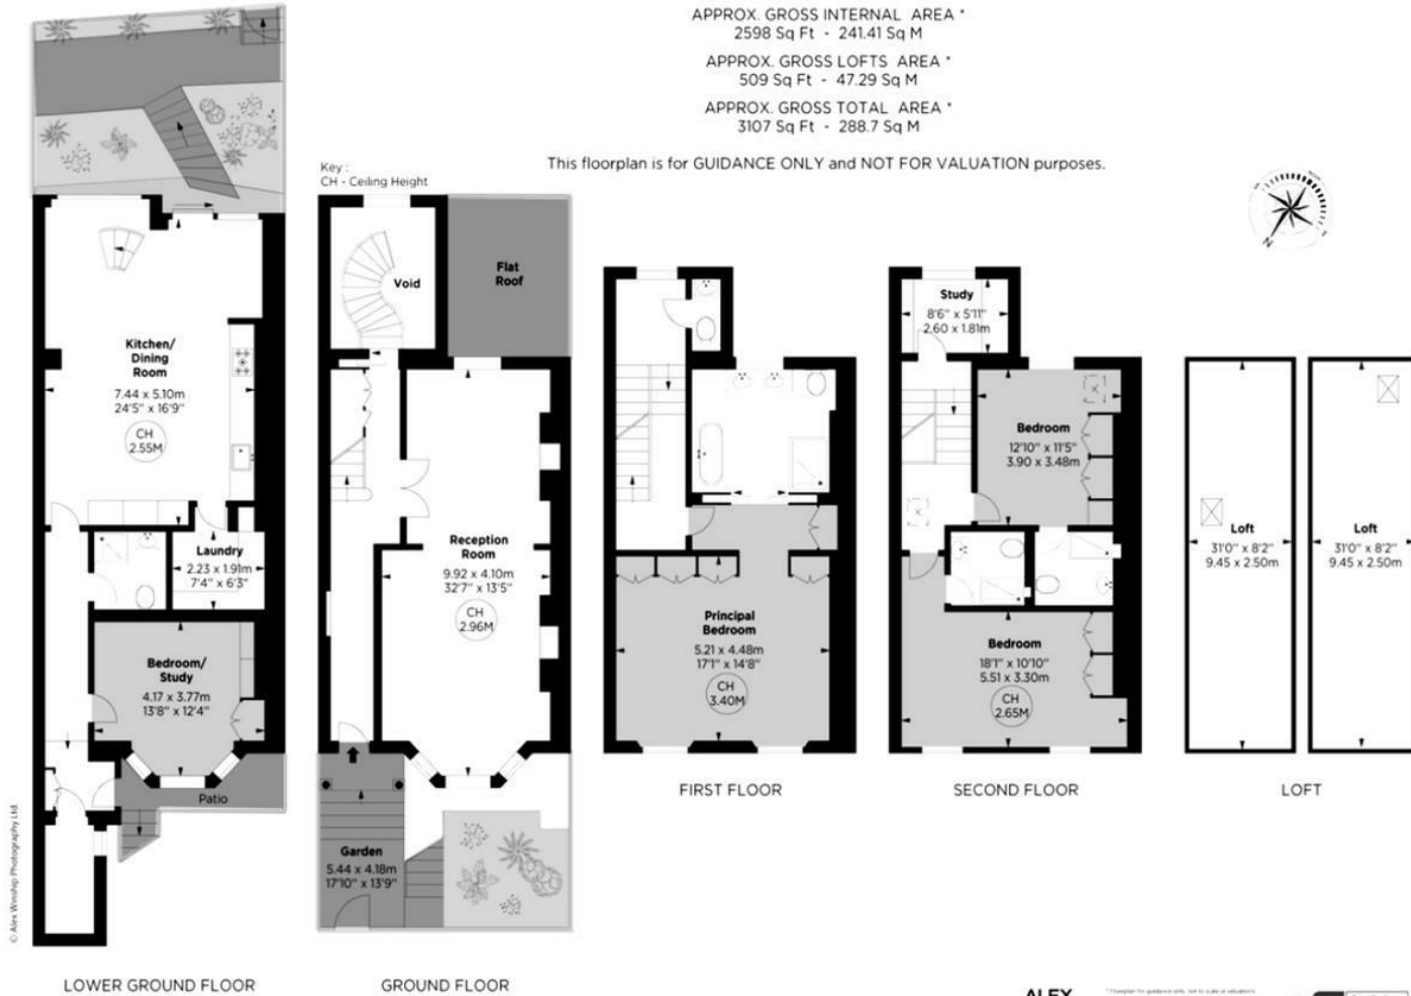 APPROX. GROSS INTERNAL AREA *
2598 Sq Ft - 241.41 Sq M
APPROX. GROSS LOFTS AREA *
509 Sq Ft - 47.29 Sq M
APPROX. GROSS TOTAL AREA *
3107 Sq Ft - 288.7 Sq M
This floorplan is for GUIDANCE ONLY and NOT FOR VALUATION purposes.
Key :
CH - Ceiling Height
N
Kitchen/
Dining
Room
7.44 x 5.10m
24'5" x 16'9"
CH
2.55M
Laundry
2.23 x 1.91m
7'4" x 6'3"
Bedroom/
Study
4.17 x 3.77m
13'8" x 12'4"
Patio
LOWER GROUND FLOOR
Void
Flat
Roof
Reception
Room
9.92 x 4.10m
32'7" x 13'5"
CH
2.96M
Garden
5.44 x 4.18m
17'10" x 13'9"
GROUND FLOOR
Principal
Bedroom
5.21 x 4.48m
17'1" x 14'8"
CH
3.40M
FIRST FLOOR
Study
8'6" x 5'11"
2.60 x 1.81m
Bedroom
12'10" x 11'5"
3.90 x 3.48m
Bedroom
18'1" x 10'10"
5.51 x 3.30m
CH
2.65M
SECOND FLOOR
Loft
31'0" x 8'2"
9.45 x 2.50m
Loft
31'0" x 8'2"
9.45 x 2.50m
LOFT
© Alex Winship Photography Ltd.
ALEX